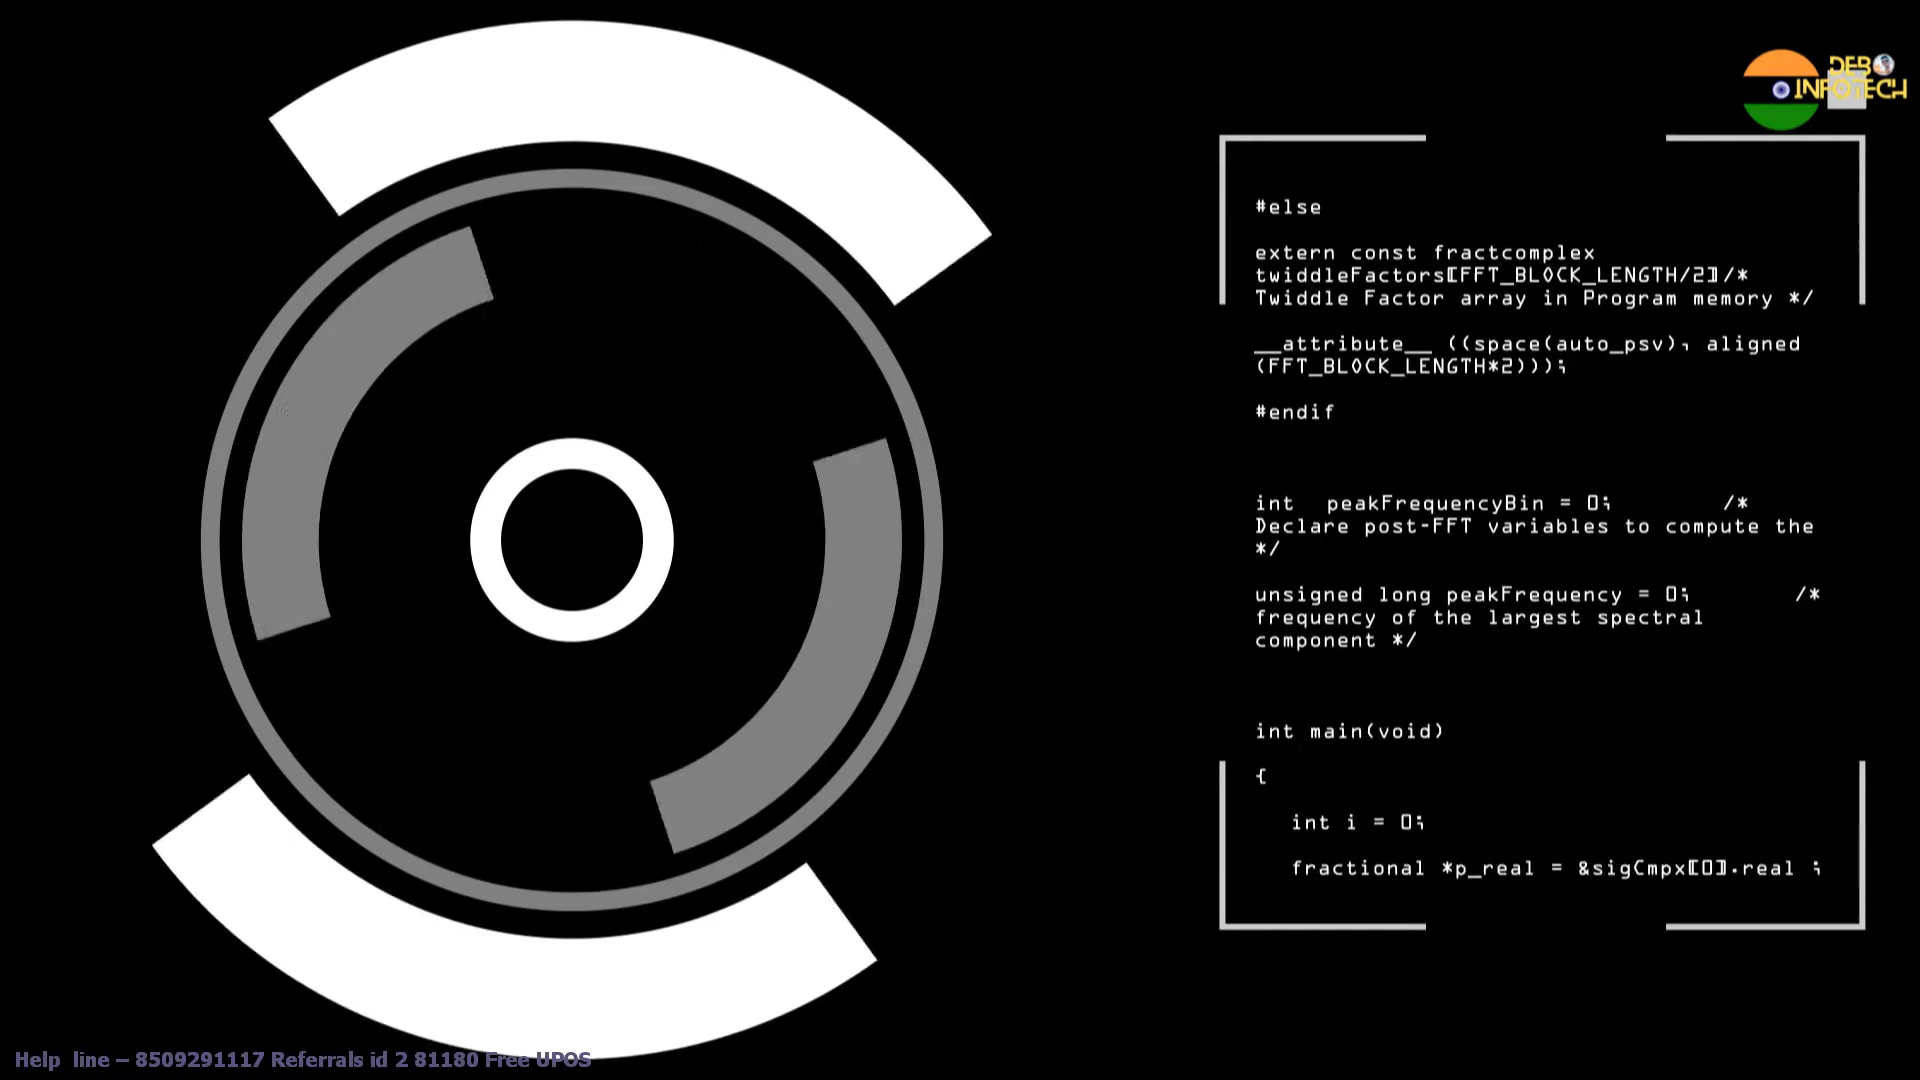 DEB
INFOTECH
#else
extern const fractcomplex
twiddleFactors[FFT_BLOCK_LENGTH/2]/*
Twiddle Factor array in Program memory */
__attribute__ ((space(auto_psv), aligned
(FFT_BLOCK_LENGTH*2)));
#endif
int  peakFrequencyBin = 0;        /*
Declare post-FFT variables to compute the
*/
unsigned long peakFrequency = 0;        /*
frequency of the largest spectral
component */
int main(void)
{
int i = 0;
fractional *p_real = &sigCmpx[0].real ;
Help line – 8509291117 Referrals id 2 81180 Free UPOS